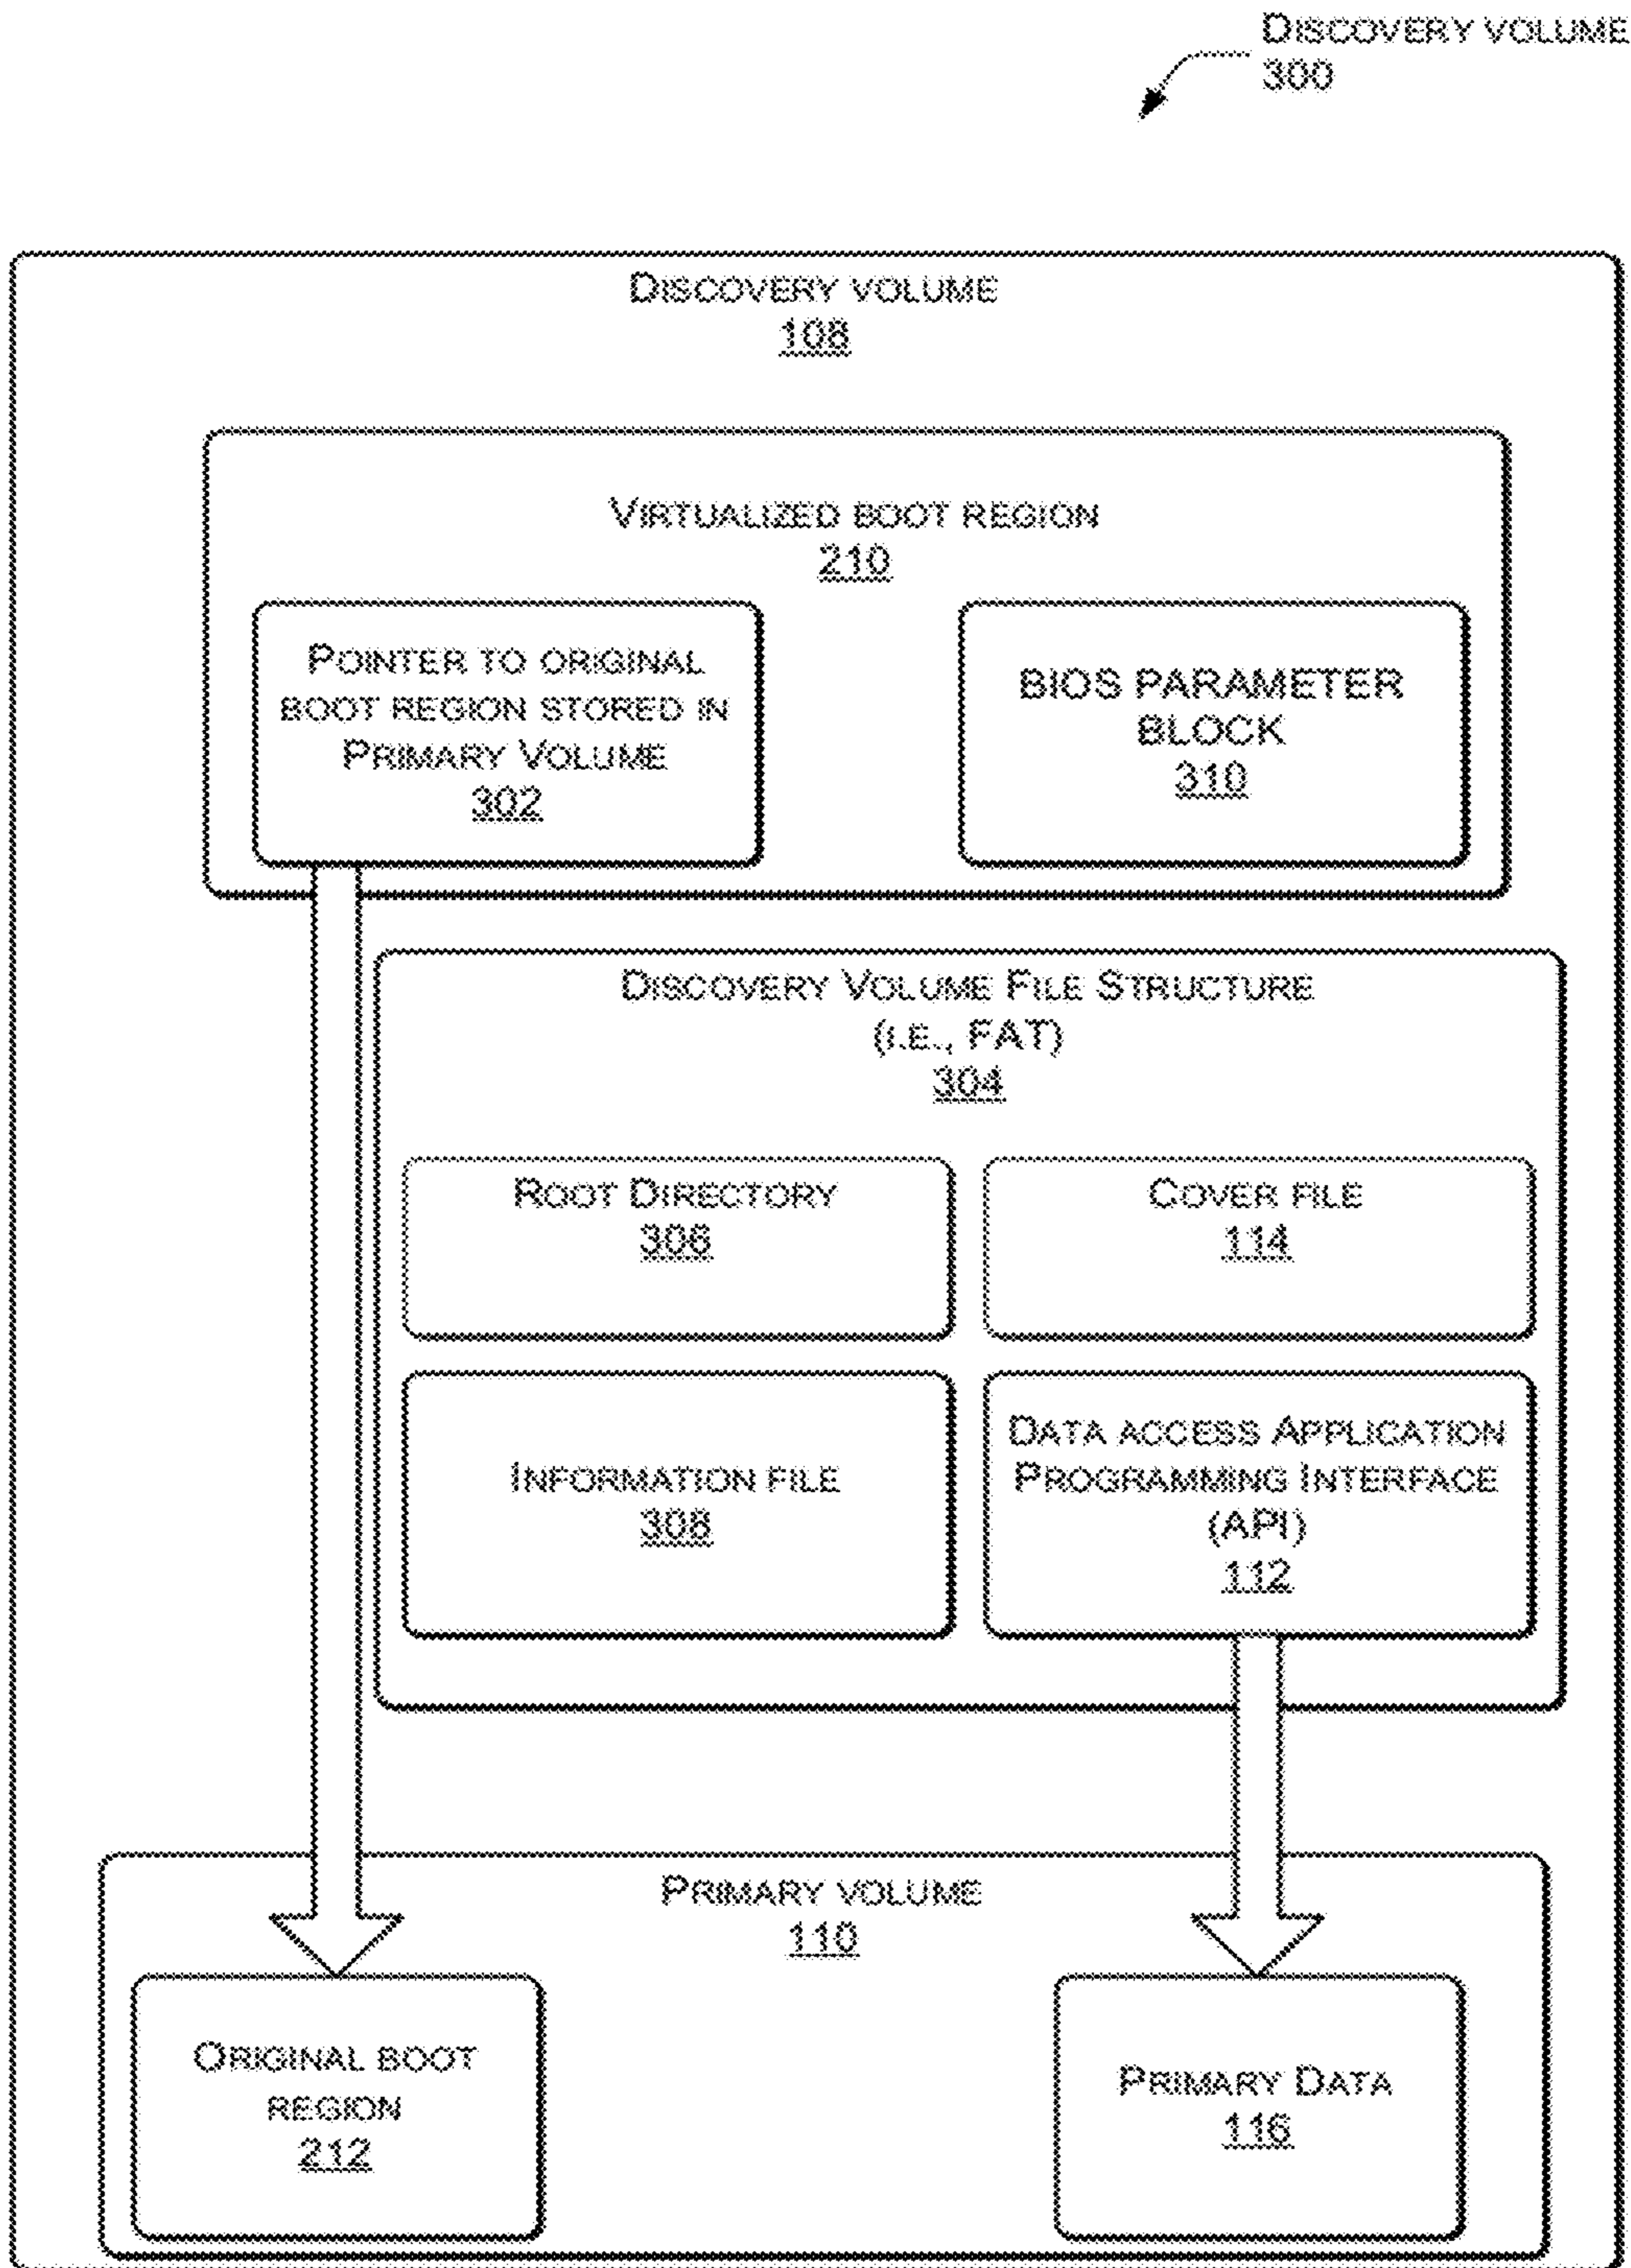 DISCOVERY VOLUME
300
DISCOVERY VOLUME
108
VIRTUALIZED BOOT REGION
210
POINTER TO ORIGINAL
BOOT REGION STORED IN
PRIMARY VOLUME
302
BIOS PARAMETER
BLOCK
310
DISCOVERY VOLUME FILE STRUCTURE
(I.E., FAT)
304
ROOT DIRECTORY
306
COVER FILE
114
INFORMATION FILE
308
DATA ACCESS APPLICATION
PROGRAMMING INTERFACE
(API)
112
PRIMARY VOLUME
110
ORIGINAL BOOT
REGION
212
PRIMARY DATA
116